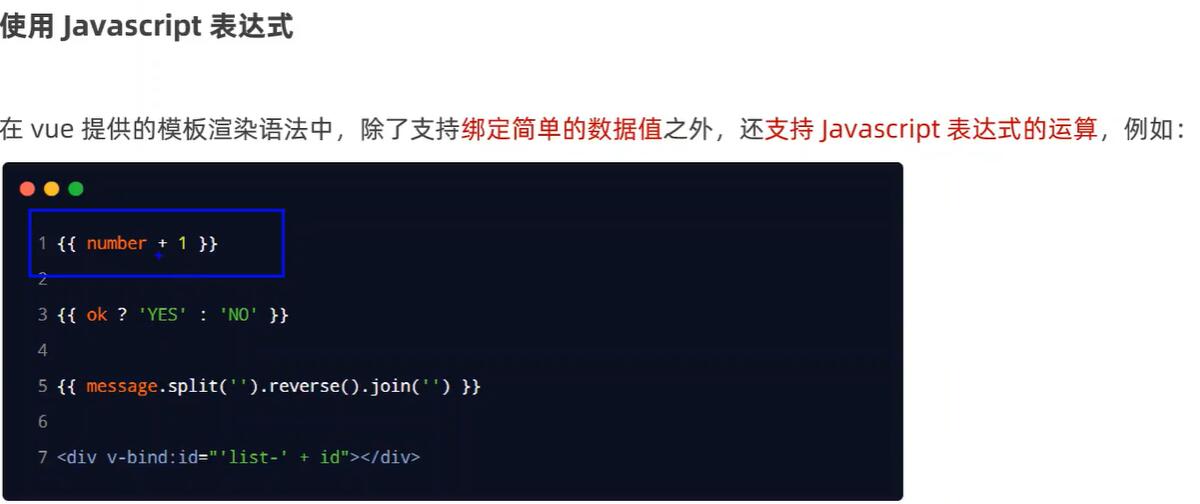 使用 Javascript 表达式
在 vue 提供的模板渲染语法中，除了支持绑定简单的数据值之外，还支持 Javascript 表达式的运算，例如：
1 {{ number + 1 }}
2
3 {{ ok ? 'YES' : 'NO' }}
4
5 {{ message.split('').reverse().join('') }}
6
7 <div v-bind:id="'list-' + id"></div>